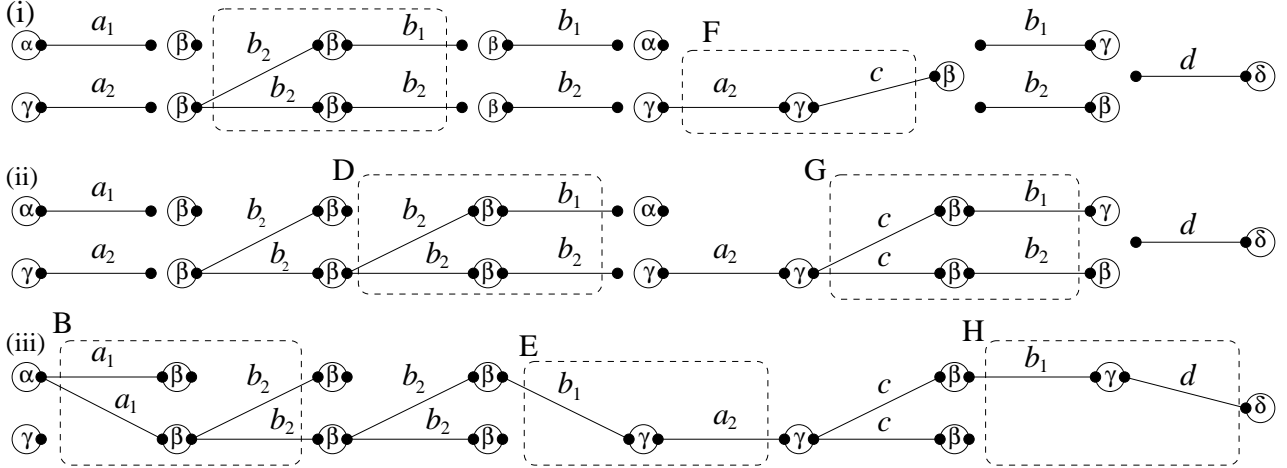 (i)
a₁ b₂ b₁ b₁ F b₁
α β β β α c γ d
a₂ b₂ b₂ b₂ a₂ β b₂ δ
γ β β β γ γ β
(ii) D G
a₁ b₂ b₂ b₁ c b₁
α β β β α β γ d
a₂ b₂ b₂ b₂ a₂ c b₂ δ
γ β β β γ γ β β
(iii) B E H
a₁ b₂ b₂ b₁ c b₁ d
α β β β β γ δ
a₁ b₂ b₂ a₂ c
γ β β β γ γ β